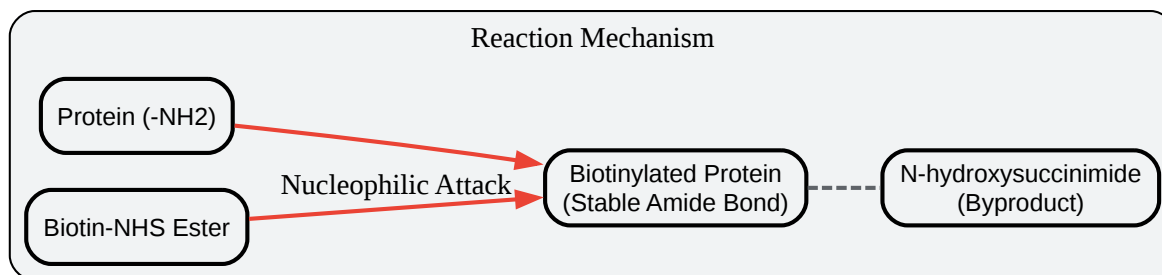 Reaction Mechanism
Protein (-NH2)
Nucleophilic Attack
Biotin-NHS Ester
Biotinylated Protein
(Stable Amide Bond)
N-hydroxysuccinimide
(Byproduct)